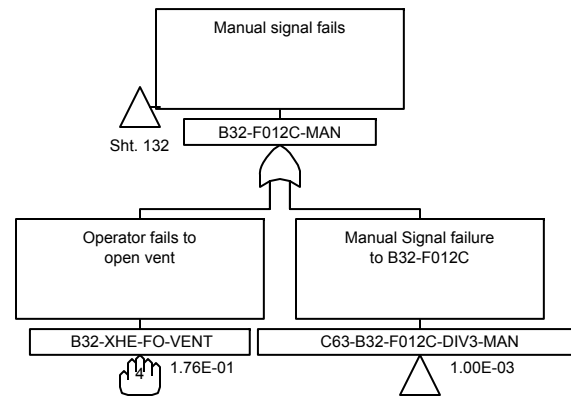 Manual signal fails
Sht. 132
B32-F012C-MAN
Operator fails to
open vent
Manual Signal failure
to B32-F012C
B32-XHE-FO-VENT
C63-B32-F012C-DIV3-MAN
4
1.76E-01
1.00E-03